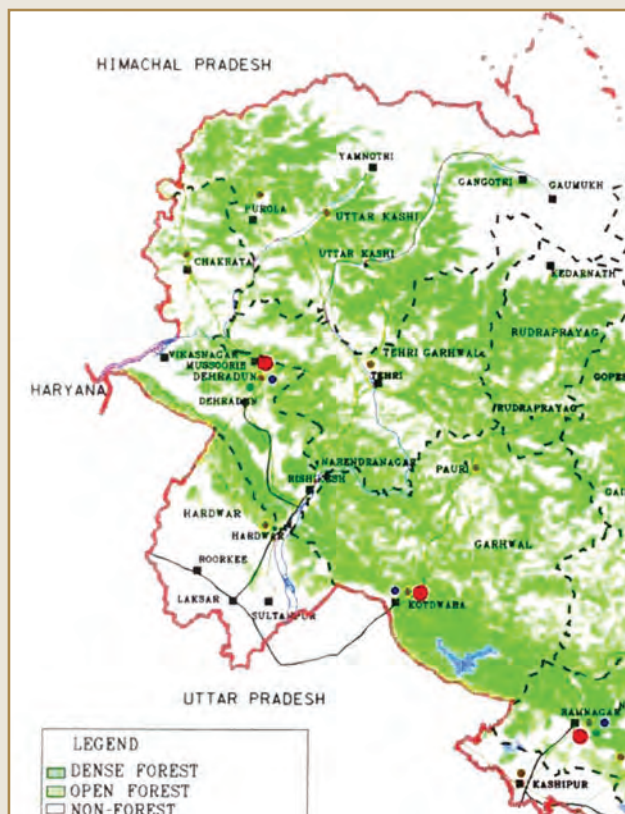 HIMACHAL PRADESH
YAMNOTRI
GANGOTRI
GAUMUKH
PUROLA
UTTAR KASHI
UTTAR KASHI
CHAKRATA
KEDARNATH
RUDRAPRAYAG
VIKASNAGAR
MUSSOORIE
TEHRI GARHWAL
HARYANA
DEHRADUN
TEHRI
DEHRADUN
RUDRAPRAYAG
NARENDRANAGAR
PAURI
RISHIKESH
HARDWAR
HARDWAR
GARHWAL
ROORKEE
LAKSAR
SULTANPUR
KOTDWARA
UTTAR PRADESH
RAMNAGAR
KASHIPUR
LEGEND
DENSE FOREST
OPEN FOREST
NON-FOREST